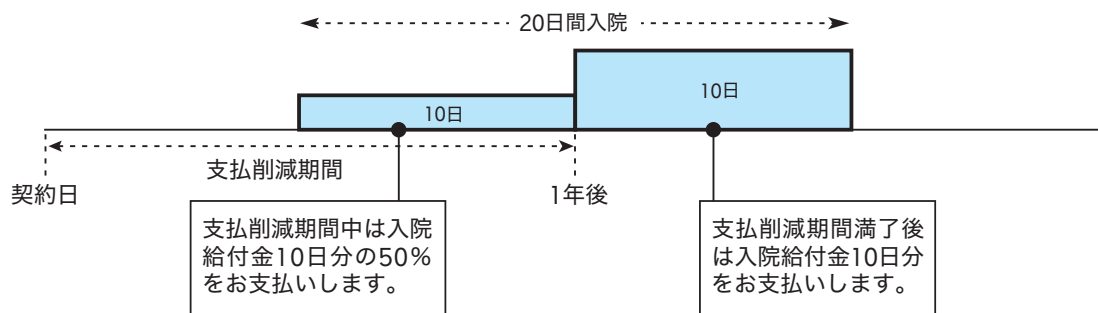 20日間入院
10日
10日
支払削減期間
契約日
1年後
支払削減期間中は入院
給付金10日分の50%
をお支払いします。
支払削減期間満了後
は入院給付金10日分
をお支払いします。